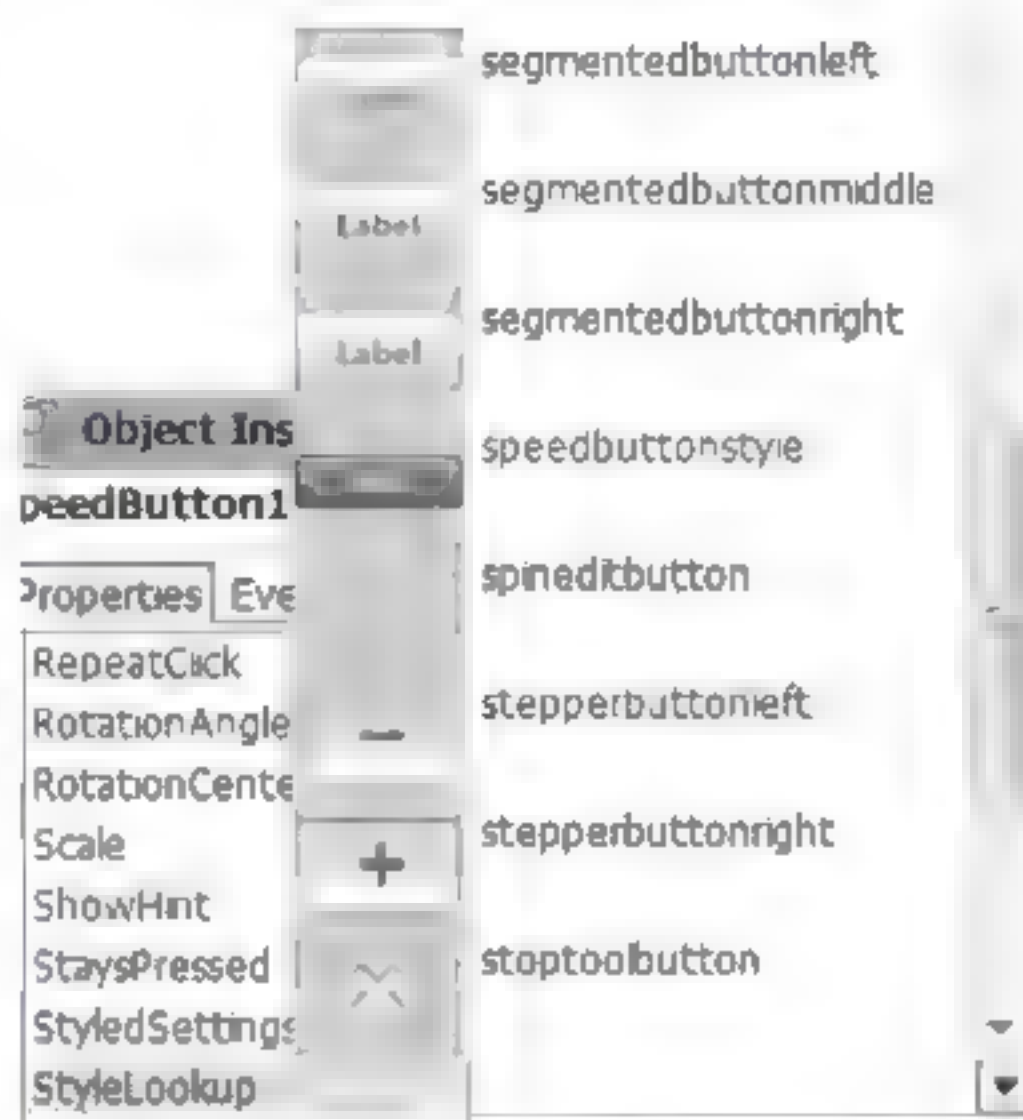 segmentedbuttonleft
segmentedbuttonmiddle
Label
segmentedbuttonright
Label
Object Ins
speedbuttonstyle
peedButton1
spineditbutton
Properties Eve
RepeatClick
stepperbuttonleft
RotationAngle
RotationCente
stepperbuttonright
Scale
ShowHint
StaysPressed
stoptoolbutton
StyledSettings
StyleLookup